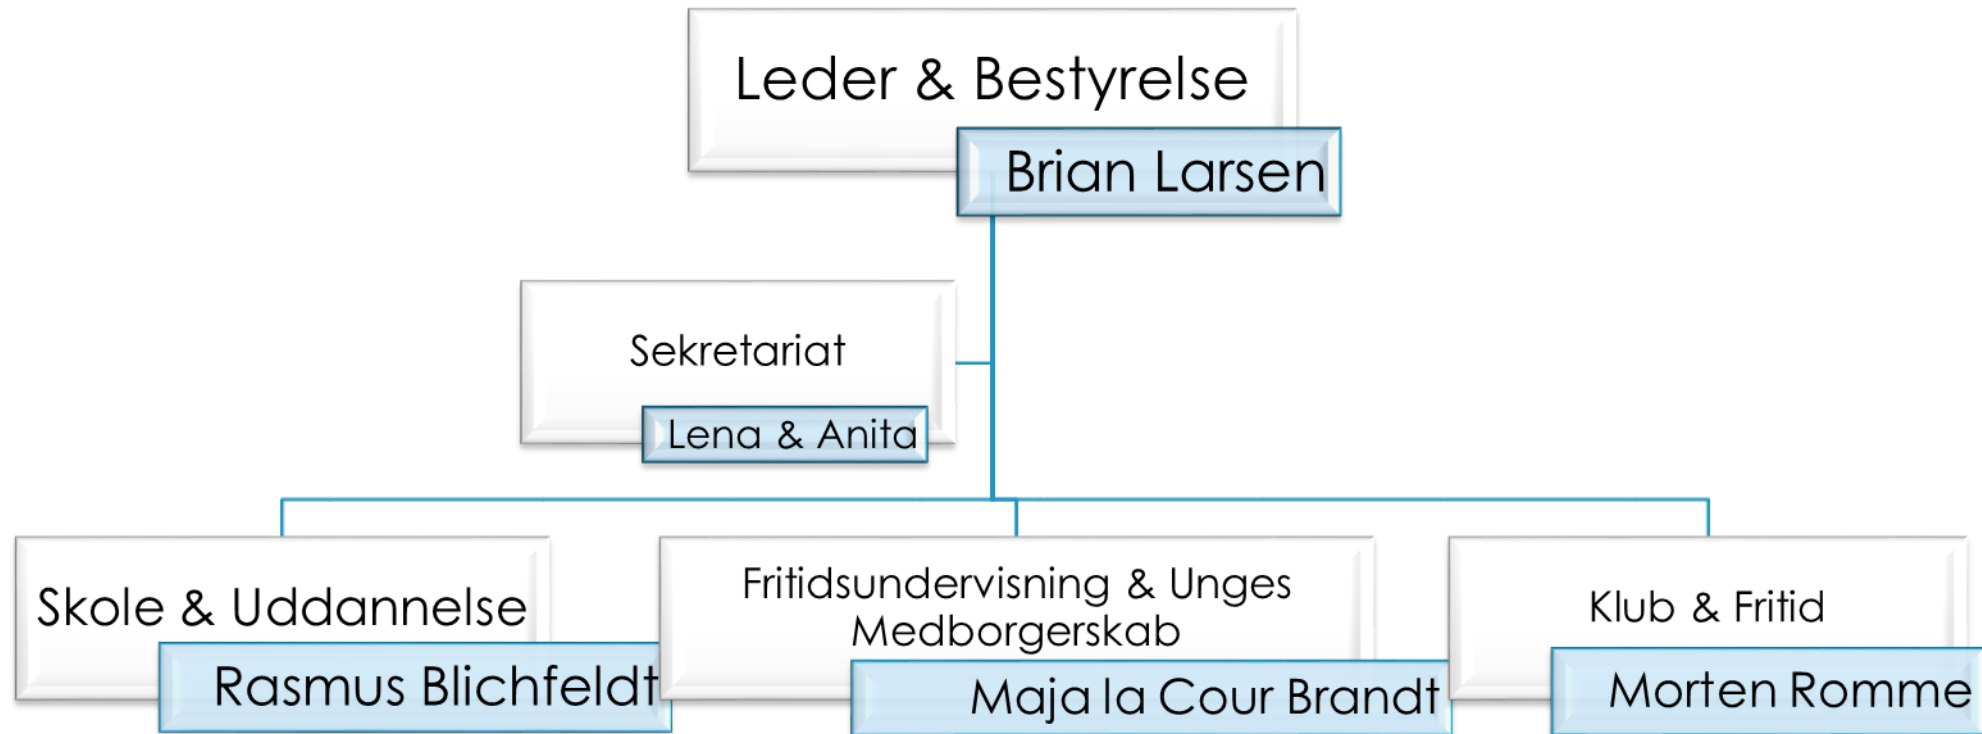 Leder & Bestyrelse
Brian Larsen
Sekretariat
Lena & Anita
Skole & Uddannelse
Rasmus Blichfeldt
Fritidsundervisning & Unges
Medborgerskab
Maja la Cour Brandt
Klub & Fritid
Morten Romme